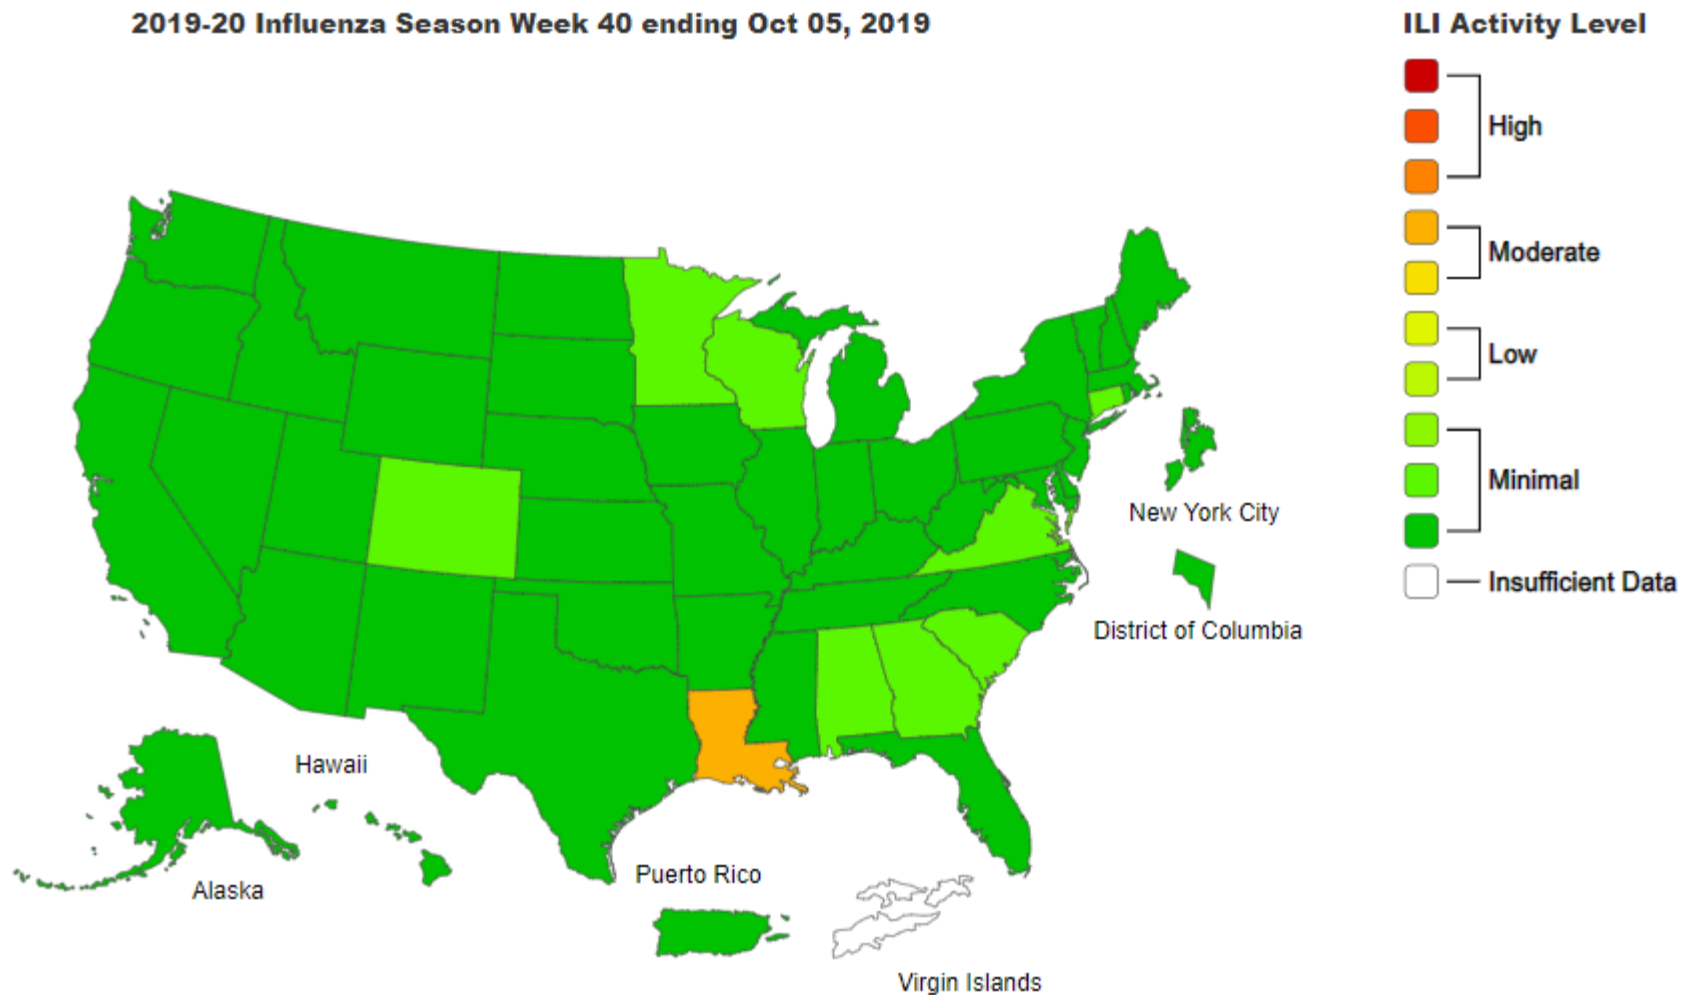 2019-20 Influenza Season Week 40 ending Oct 05, 2019
ILI Activity Level
High
Moderate
Low
Minimal
Insufficient Data
New York City
District of Columbia
Hawaii
Alaska
Puerto Rico
Virgin Islands